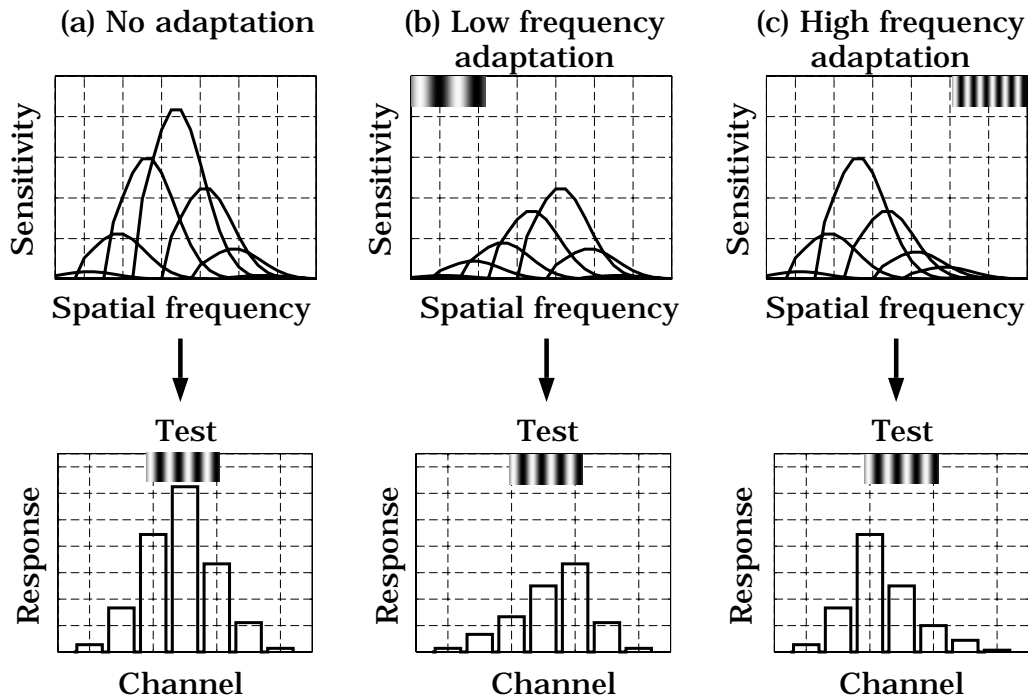 (a) No adaptation
(b) Low frequency
adaptation
(c) High frequency
adaptation
Sensitivity
Sensitivity
Sensitivity
Spatial frequency
Spatial frequency
Spatial frequency
Test
Test
Test
Response
Response
Response
Channel
Channel
Channel